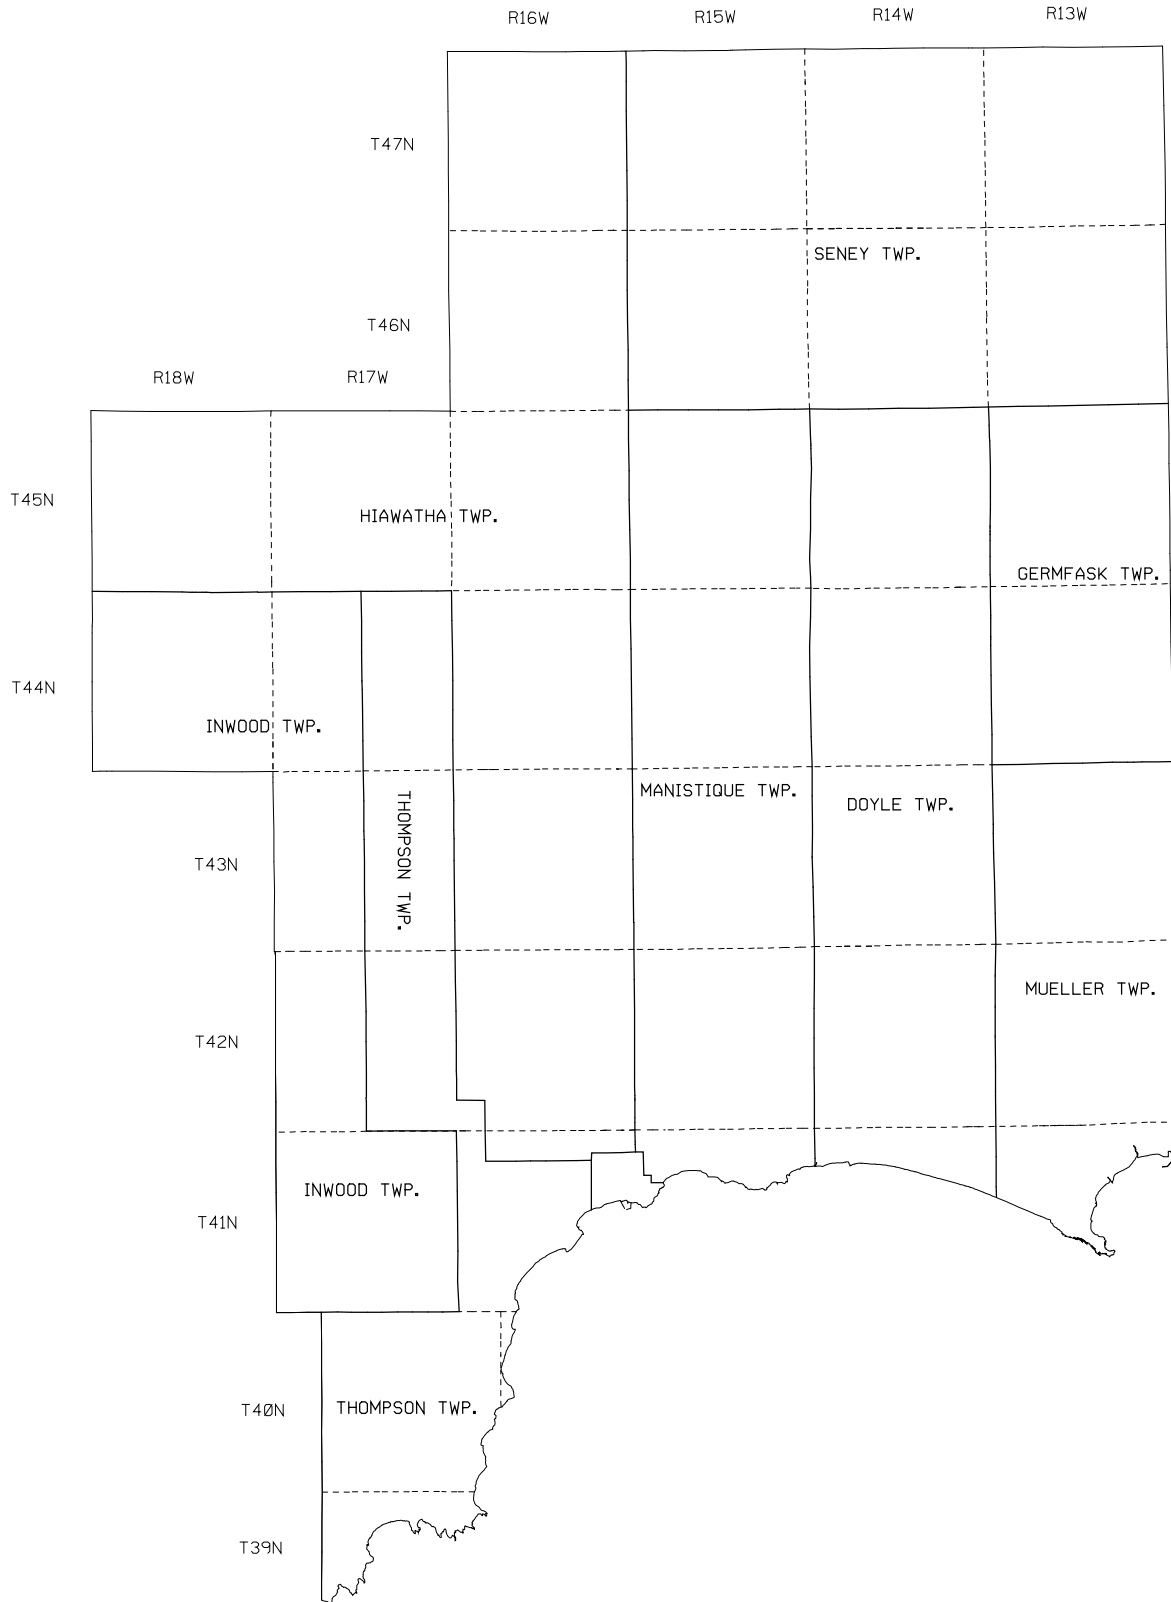 R16W R15W R14W R13W
T47N
SENEY TWP.
T46N
R18W R17W
T45N
HIAWATHA TWP.
GERMFASK TWP.
T44N
INWOOD TWP.
MANISTIQUE TWP.
DOYLE TWP.
THOMPSON TWP.
T43N
MUELLER TWP.
T42N
INWOOD TWP.
T41N
T40N
THOMPSON TWP.
T39N